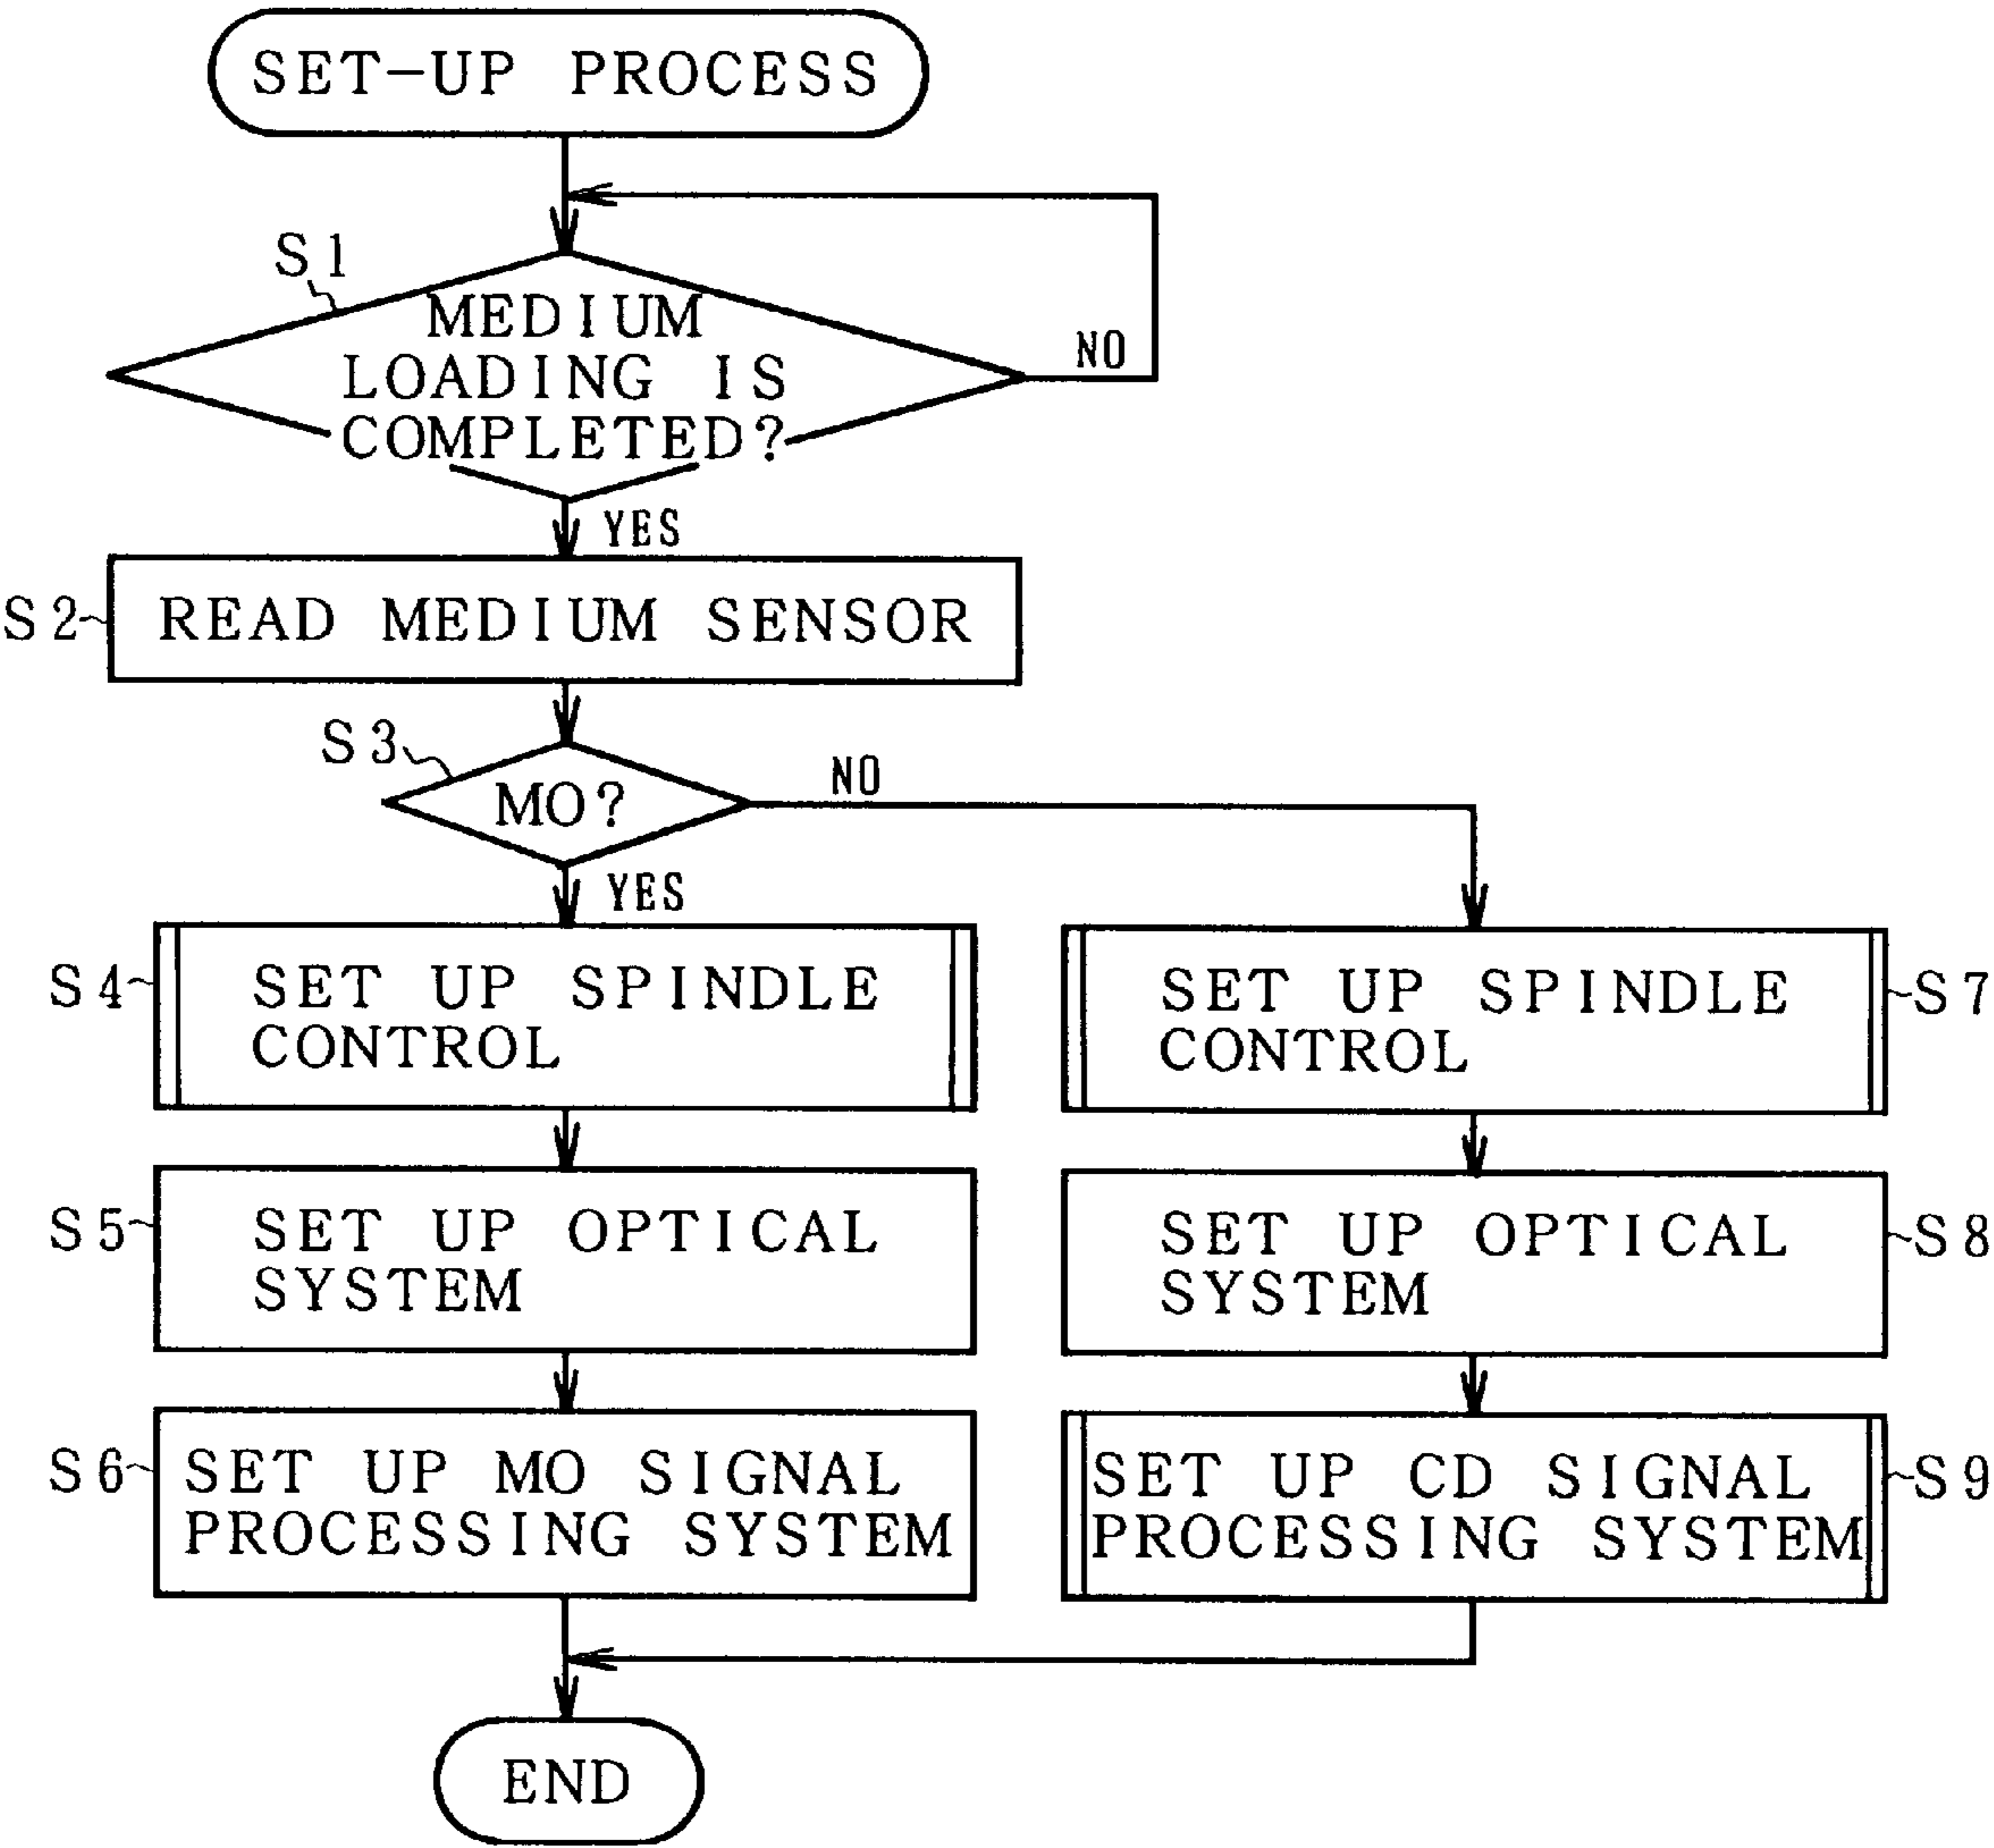 SET-UP PROCESS
S1
MEDIUM
LOADING IS
COMPLETED?
NO
YES
S2
READ MEDIUM SENSOR
S3
MO?
NO
YES
S4
SET UP SPINDLE
CONTROL
SET UP SPINDLE
CONTROL
S7
S5
SET UP OPTICAL
SYSTEM
SET UP OPTICAL
SYSTEM
S8
S6
SET UP MO SIGNAL
PROCESSING SYSTEM
SET UP CD SIGNAL
PROCESSING SYSTEM
S9
END